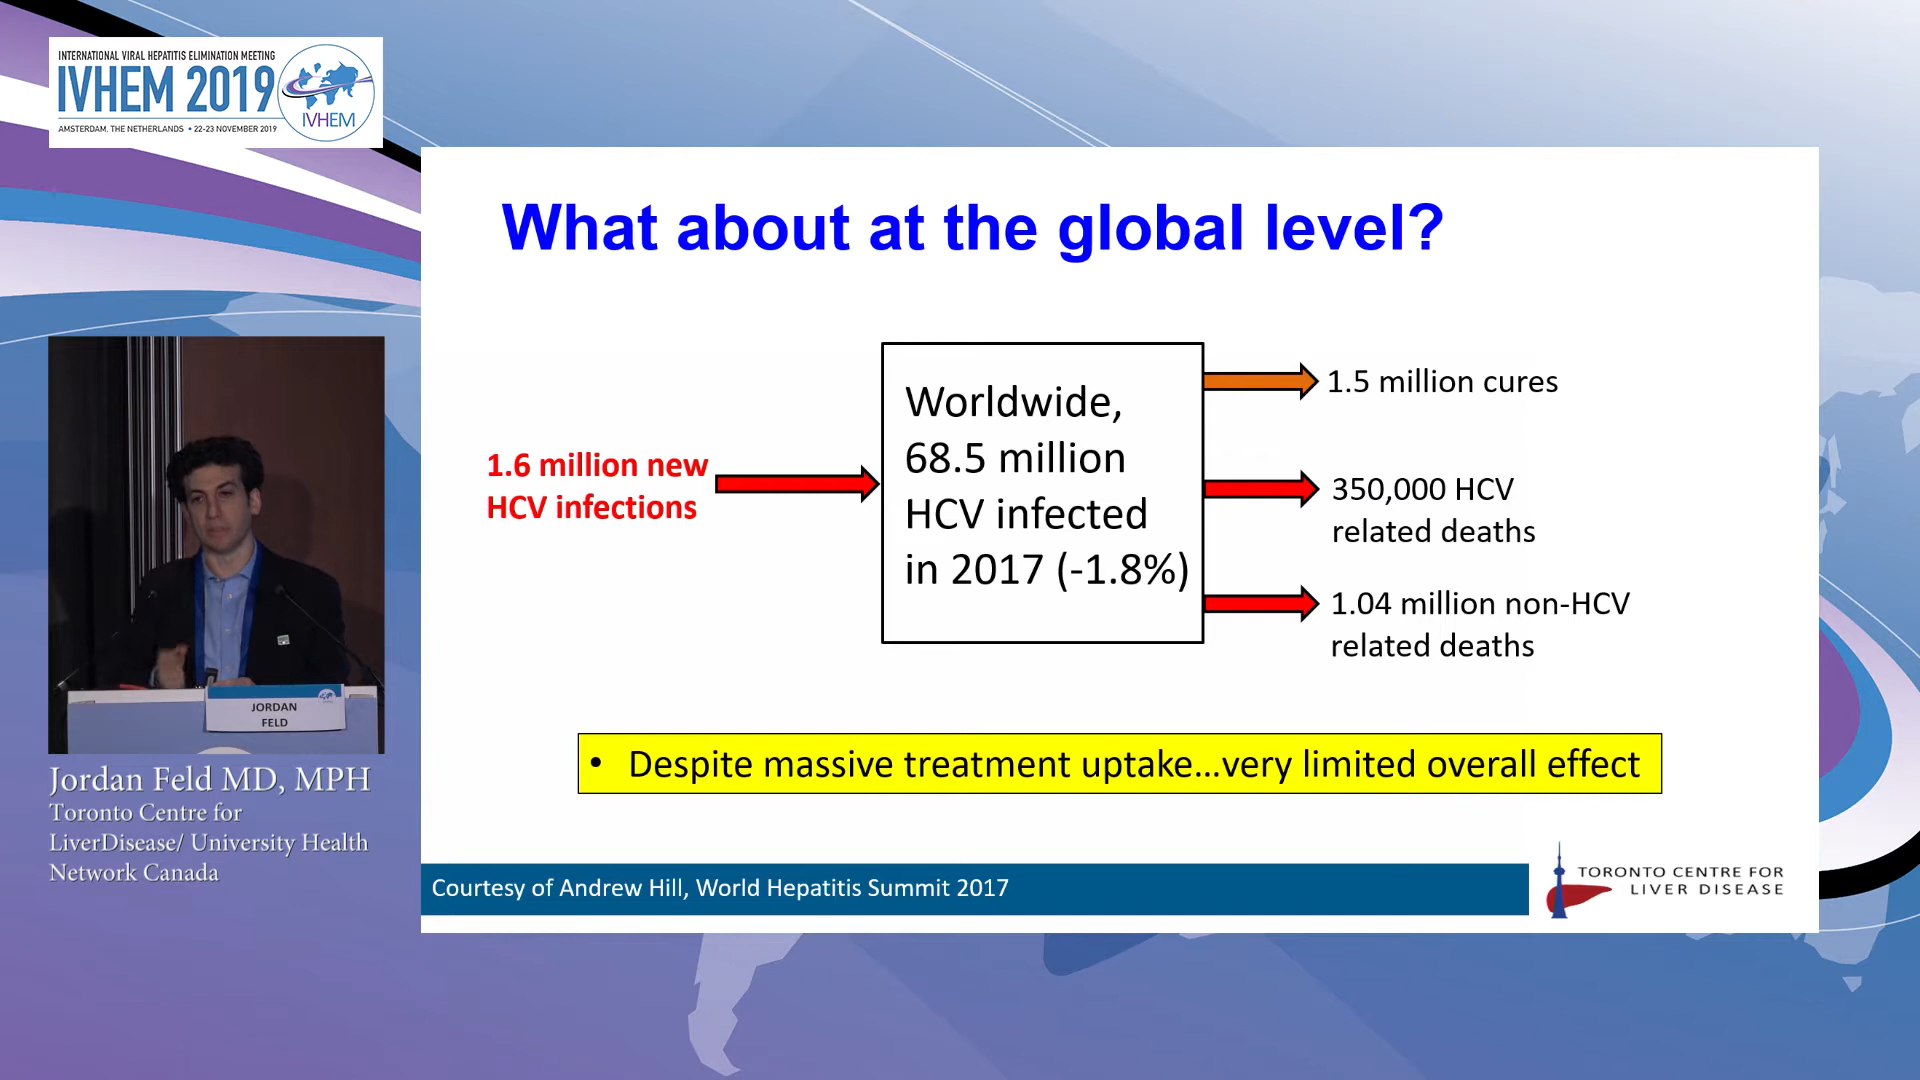 INTERNATIONAL VIRAL HEPATITIS ELIMINATION MEETING
IVHEM 2019
IVHEM
AMSTERDAM, THE NETHERLANDS • 22-23 NOVEMBER 2019
What about at the global level?
1.6 million new
HCV infections
Worldwide,
68.5 million
HCV infected
in 2017 (-1.8%)
1.5 million cures
350,000 HCV
related deaths
1.04 million non-HCV
related deaths
• Despite massive treatment uptake...very limited overall effect
Courtesy of Andrew Hill, World Hepatitis Summit 2017
TORONTO CENTRE FOR
LIVER DISEASE
JORDAN
FELD
Jordan Feld MD, MPH
Toronto Centre for
LiverDisease/ University Health
Network Canada